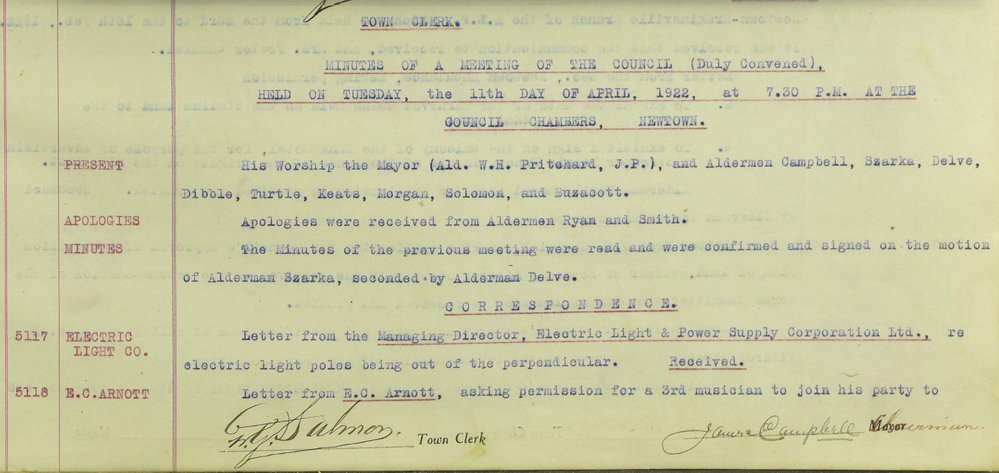 TOWN CLERK.
MINUTES OF A MEETING OF THE COUNCIL (Duly Convened),
HELD ON TUESDAY, the 11th DAY OF APRIL, 1922, at 7.30 P.M. AT THE
COUNCIL CHAMBERS, NEWTOWN.
PRESENT His Worship the Mayor (Ald. W.H. Pritchard, J.P.), and Aldermen Campbell, Szarka, Delve,
Dibble, Turtle, Keats, Morgan, Solomon, and Buzacott.
APOLOGIES Apologies were received from Aldermen Ryan and Smith.
MINUTES The Minutes of the previous meeting were read and were confirmed and signed on the motion
of Alderman Szarka, seconded by Alderman Delve.
CORRESPONDENCE.
5117 ELECTRIC Letter from the Managing Director, Electric Light & Power Supply Corporation Ltd., re
LIGHT CO.
electric light poles being out of the perpendicular. Received.
5118 E.C.ARNOTT Letter from E.C. Arnott, asking permission for a 3rd musician to join his party to
Salmon. Town Clerk James Campbell Mayor Chairman.